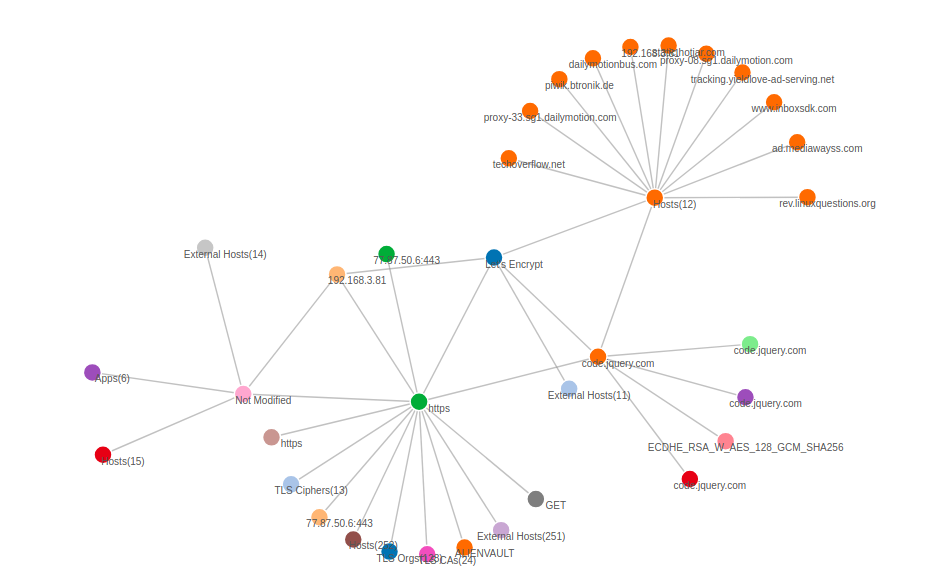 192.168.3.81
static.hotjar.com
proxy-08.sg1.dailymotion.com
dailymotionbus.com
tracking.yieldlove-ad-serving.net
piwik.btronik.de
www.inboxsdk.com
proxy-33.sg1.dailymotion.com
ad.mediawayss.com
techoverflow.net
Hosts(12)
rev.linuxquestions.org
External Hosts(14)
77.87.50.6:443
Let's Encrypt
192.168.3.81
code.jquery.com
code.jquery.com
Apps(6)
External Hosts(11)
Not Modified
code.jquery.com
https
https
ECDHE_RSA_W_AES_128_GCM_SHA256
Hosts(15)
TLS Ciphers(13)
code.jquery.com
GET
77.87.50.6:443
External Hosts(251)
ALIENVAULT
TLS CAs(24)